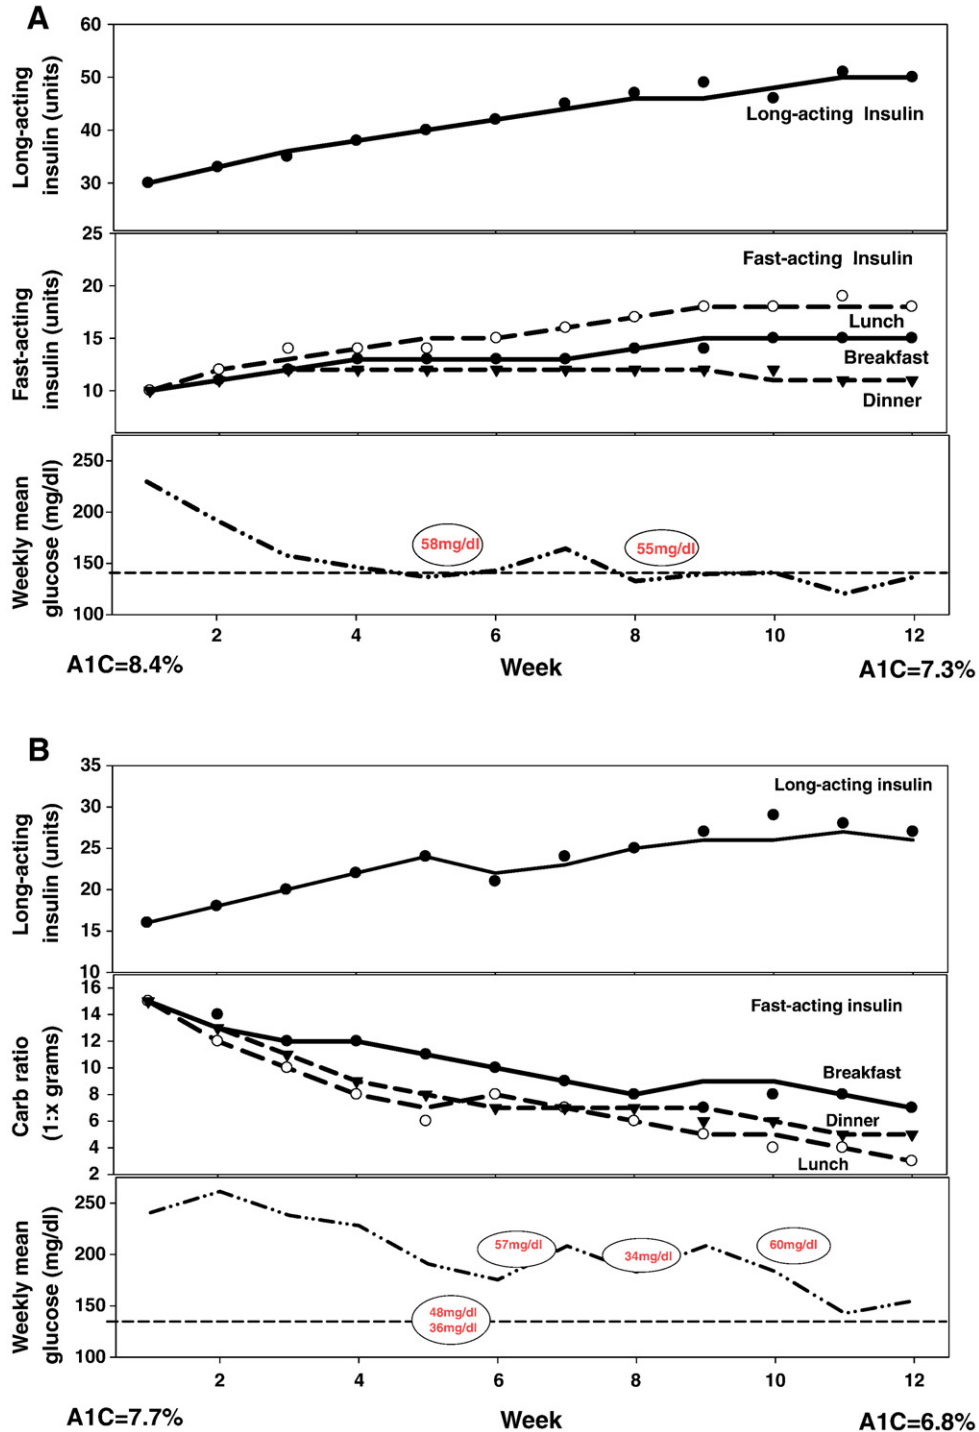 A
Long-acting
insulin (units)
60
50
40
30
Long-acting Insulin
Fast-acting
insulin (units)
25
20
15
10
Fast-acting Insulin
Lunch
Breakfast
Dinner
Weekly mean
glucose (mg/dl)
250
200
150
100
58mg/dl
55mg/dl
2 4 6 8 10 12
A1C=8.4%
Week
A1C=7.3%
B
Long-acting
insulin (units)
35
30
25
20
15
10
Long-acting insulin
Carb ratio
(1:x grams)
16
14
12
10
8
6
4
2
Fast-acting insulin
Breakfast
Dinner
Lunch
Weekly mean
glucose (mg/dl)
250
200
150
100
57mg/dl
34mg/dl
60mg/dl
48mg/dl
36mg/dl
2 4 6 8 10 12
A1C=7.7%
Week
A1C=6.8%